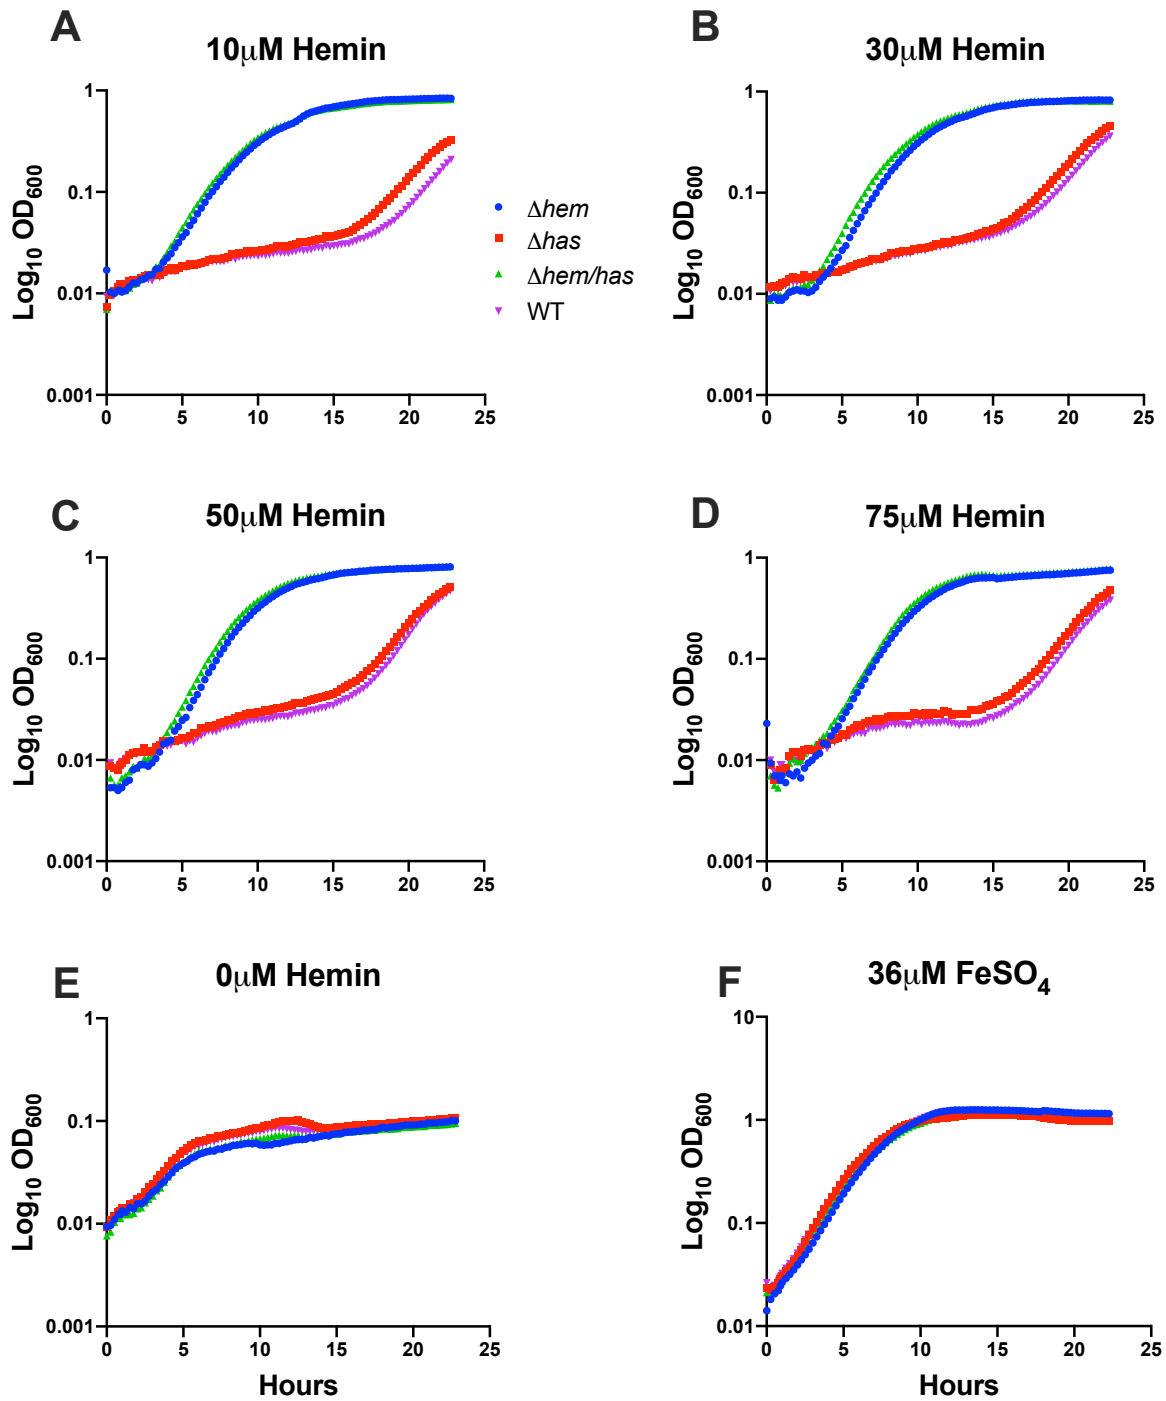 A
10μM Hemin
Log10 OD600
1
0.1
0.01
0.001
0 5 10 15 20 25
Δhem
Δhas
Δhem/has
WT
B
30μM Hemin
Log10 OD600
1
0.1
0.01
0.001
0 5 10 15 20 25
C
50μM Hemin
Log10 OD600
1
0.1
0.01
0.001
0 5 10 15 20 25
D
75μM Hemin
Log10 OD600
1
0.1
0.01
0.001
0 5 10 15 20 25
E
0μM Hemin
Log10 OD600
1
0.1
0.01
0.001
0 5 10 15 20 25
Hours
F
36μM FeSO4
Log10 OD600
10
1
0.1
0.01
0 5 10 15 20 25
Hours